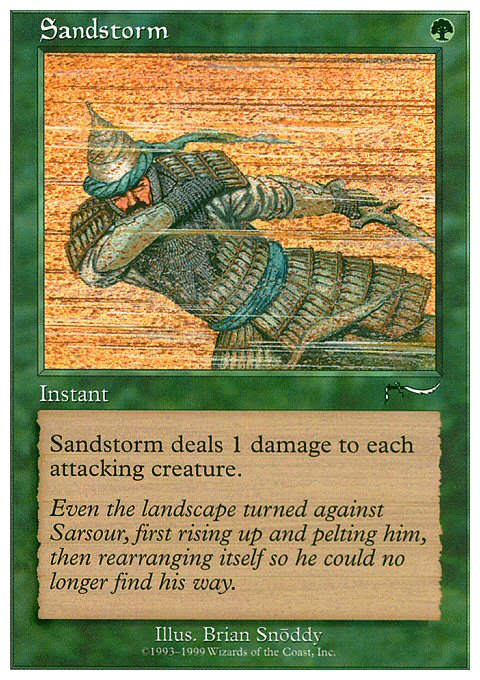 Sandstorm
Instant
Sandstorm deals 1 damage to each
attacking creature.
Even the landscape turned against
Sarsour, first rising up and pelting him,
then rearranging itself so he could no
longer find his way.
Illus. Brian Snōddy
©1993–1999 Wizards of the Coast, Inc.